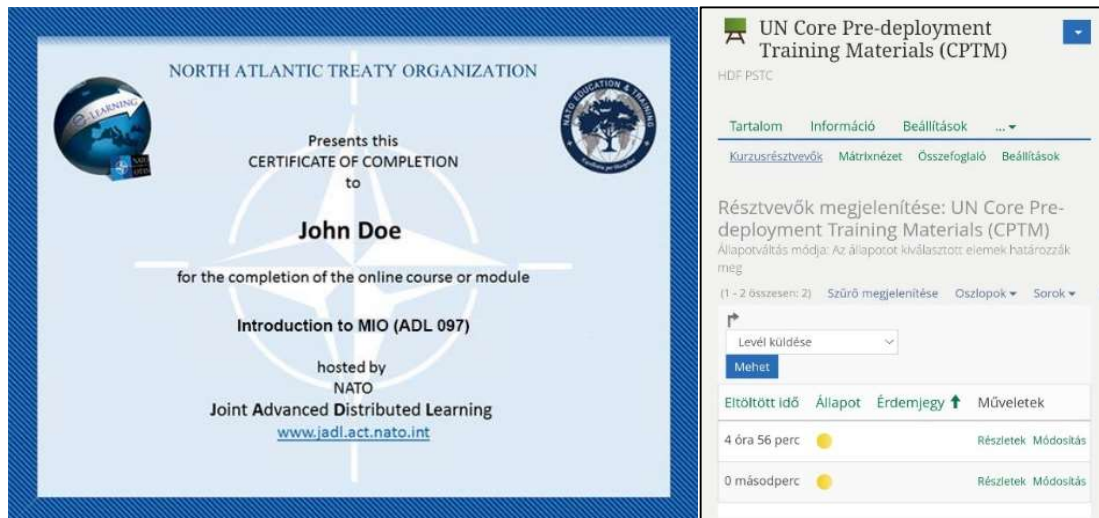 NORTH ATLANTIC TREATY ORGANIZATION
E-LEARNING
NATO EDUCATION & TRAINING
Presents this
CERTIFICATE OF COMPLETION
to
John Doe
for the completion of the online course or module
Introduction to MIO (ADL 097)
hosted by
NATO
Joint Advanced Distributed Learning
www.jadl.act.nato.int
UN Core Pre-deployment
Training Materials (CPTM)
HDF PSTC
Tartalom Információ Beállítások ...
Kurzusrésztvevők Mátrixnézet Összefoglaló Beállítások
Résztvevők megjelenítése: UN Core Pre-
deployment Training Materials (CPTM)
Állapotváltás módja: Az állapotot kiválasztott elemek határozzák
meg
(1 - 2 összesen: 2) Szűrő megjelenítése Oszlopok Sorok
Levél küldése
Mehet
Eltöltött idő Állapot Érdemjegy Műveletek
4 óra 56 perc Részletek Módosítás
0 másodperc Részletek Módosítás